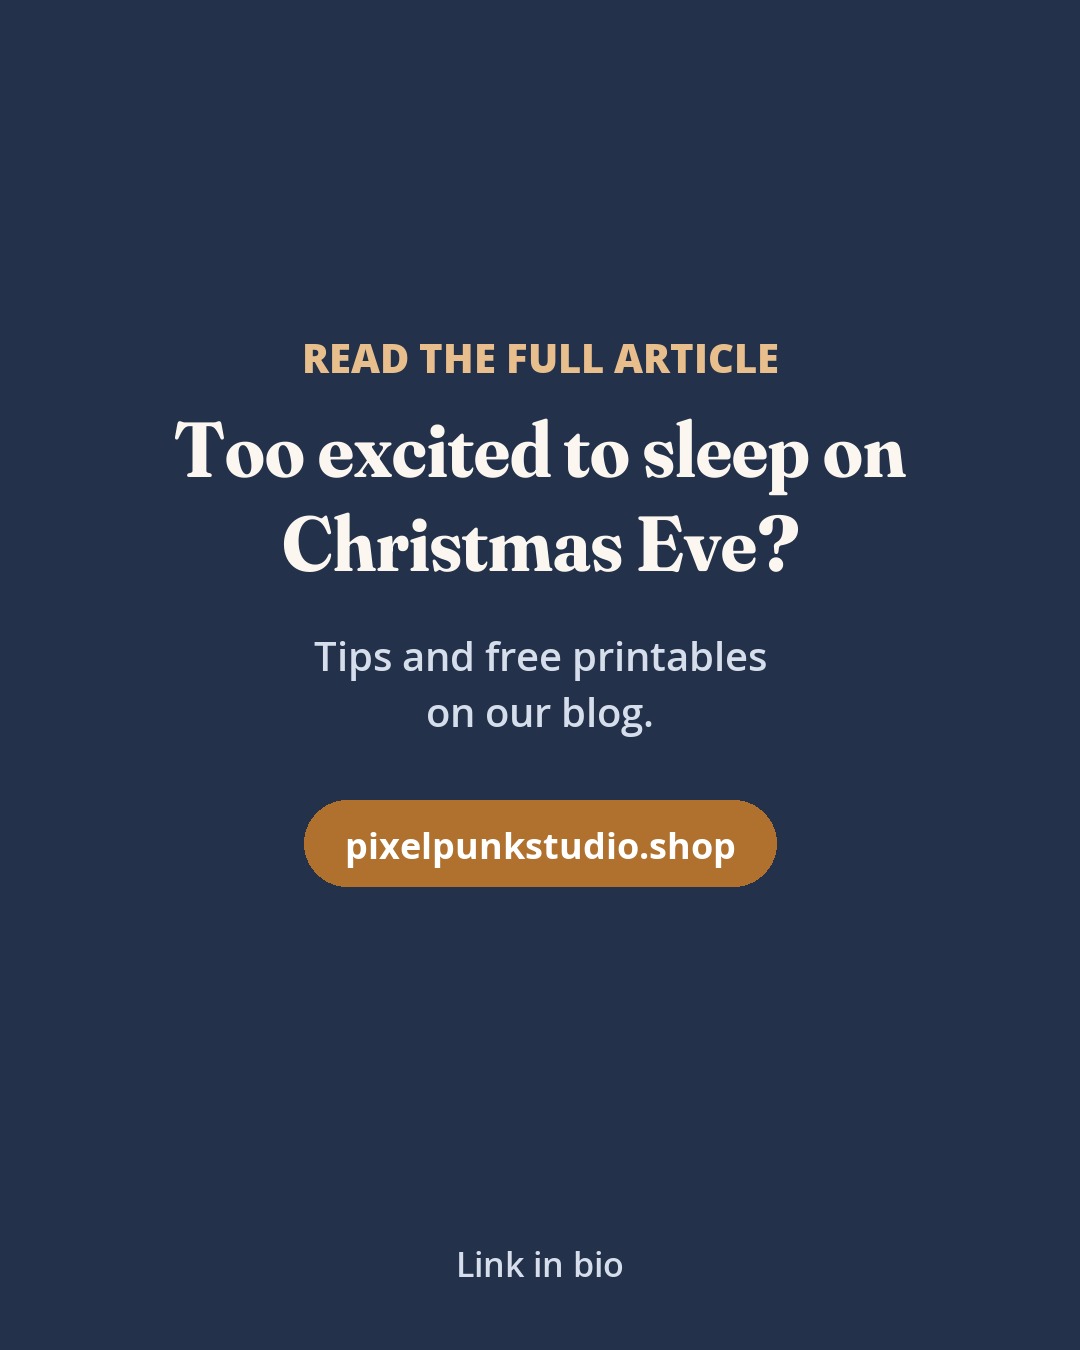 READ THE FULL ARTICLE
Too excited to sleep on
Christmas Eve?
Tips and free printables
on our blog.
pixelpunkstudio.shop
Link in bio